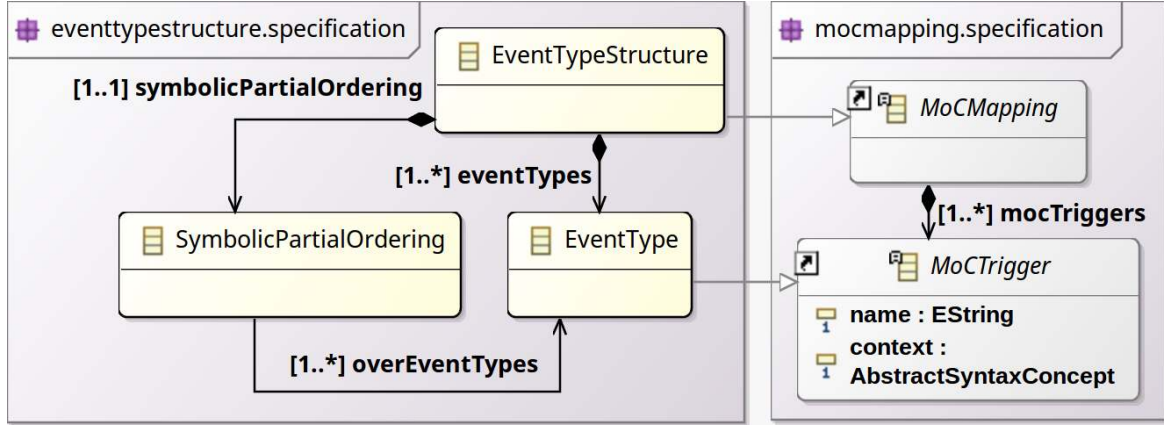 eventtypestructure.specification
EventTypeStructure
[1..1] symbolicPartialOrdering
[1..*] eventTypes
SymbolicPartialOrdering
EventType
[1..*] overEventTypes
mocmapping.specification
MoCMapping
[1..*] mocTriggers
MoCTrigger
name : EString
context :
AbstractSyntaxConcept